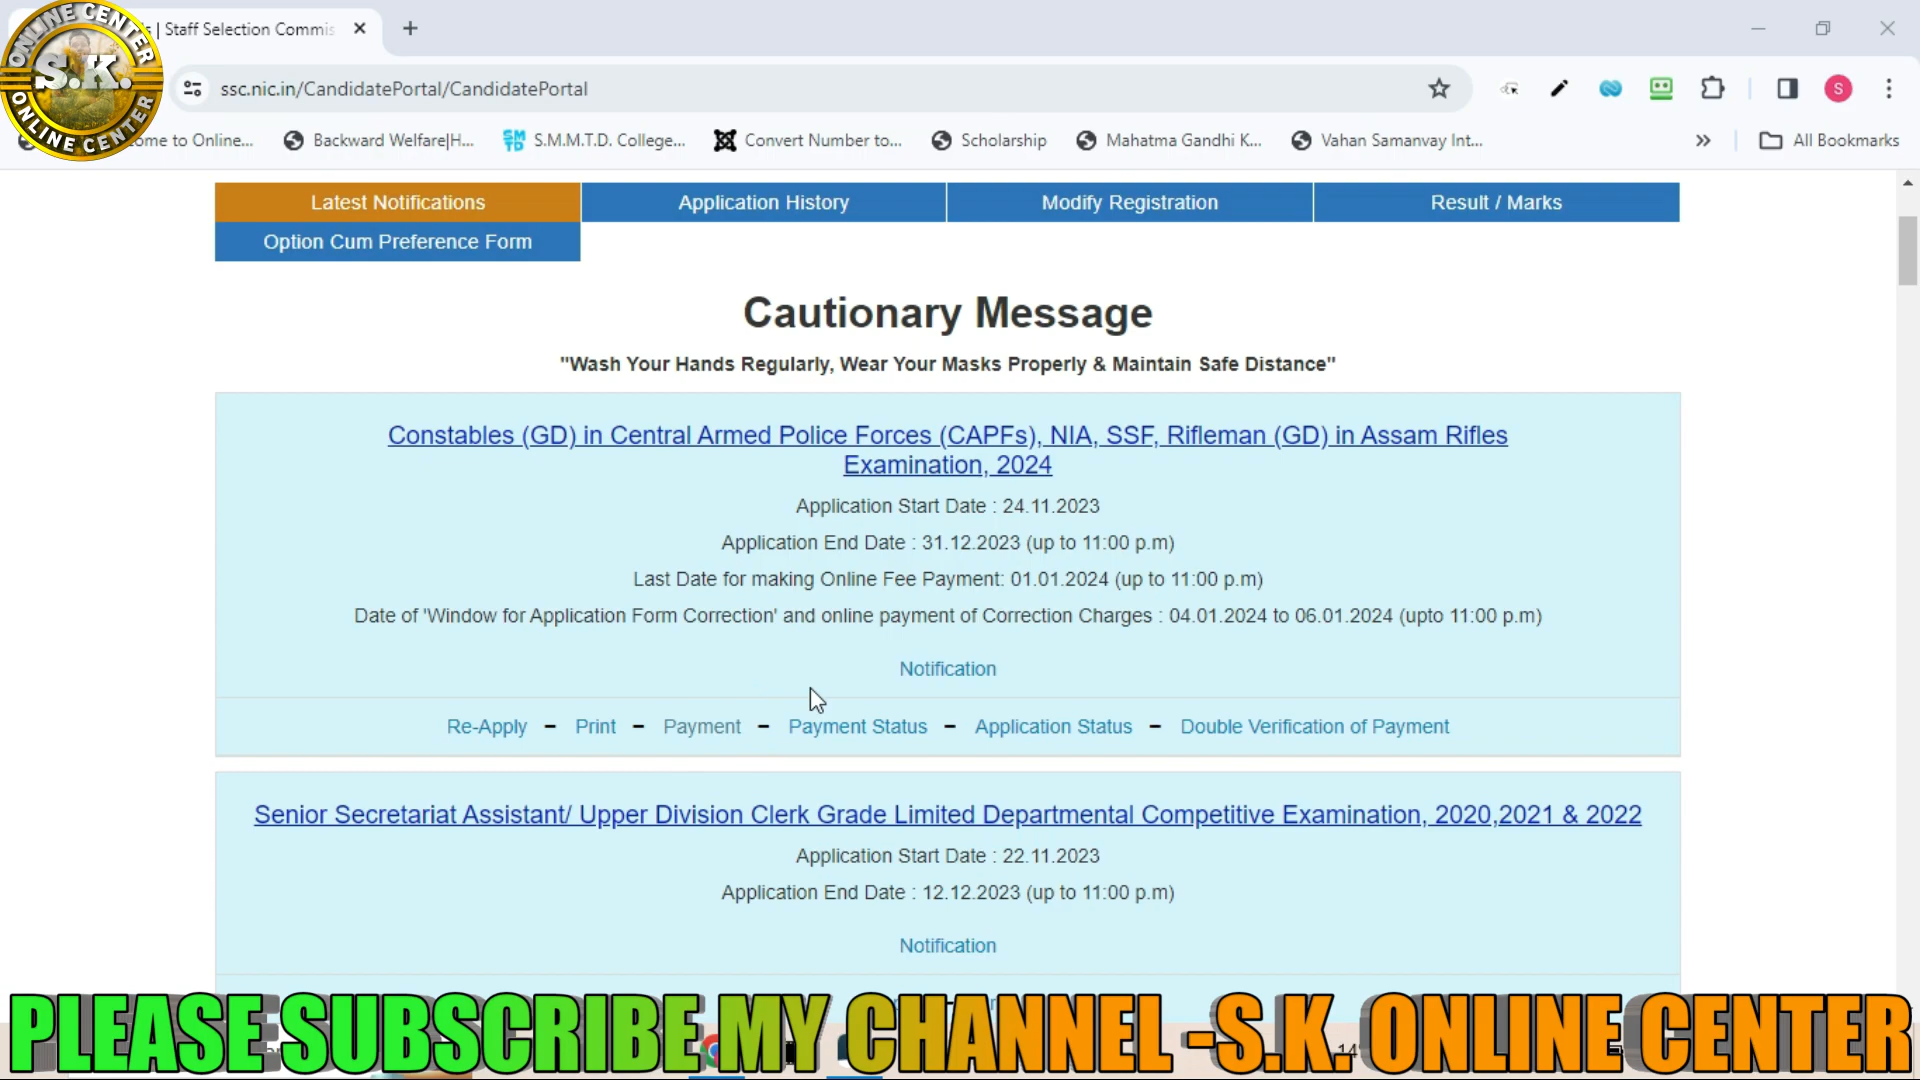 ONLINE CENTER
S.K.
ONLINE CENTER
| Staff Selection Commis
ssc.nic.in/CandidatePortal/CandidatePortal
S
ome to Online...
Backward Welfare|H...
S.M.M.T.D. College...
Convert Number to...
Scholarship
Mahatma Gandhi K...
Vahan Samanvay Int...
All Bookmarks
Latest Notifications
Application History
Modify Registration
Result / Marks
Option Cum Preference Form
Cautionary Message
"Wash Your Hands Regularly, Wear Your Masks Properly & Maintain Safe Distance"
Constables (GD) in Central Armed Police Forces (CAPFs), NIA, SSF, Rifleman (GD) in Assam Rifles
Examination, 2024
Application Start Date : 24.11.2023
Application End Date : 31.12.2023 (up to 11:00 p.m)
Last Date for making Online Fee Payment: 01.01.2024 (up to 11:00 p.m)
Date of 'Window for Application Form Correction' and online payment of Correction Charges : 04.01.2024 to 06.01.2024 (upto 11:00 p.m)
Notification
Re-Apply - Print - Payment - Payment Status - Application Status - Double Verification of Payment
Senior Secretariat Assistant/ Upper Division Clerk Grade Limited Departmental Competitive Examination, 2020,2021 & 2022
Application Start Date : 22.11.2023
Application End Date : 12.12.2023 (up to 11:00 p.m)
Notification
PLEASE SUBSCRIBE MY CHANNEL -S.K. ONLINE CENTER